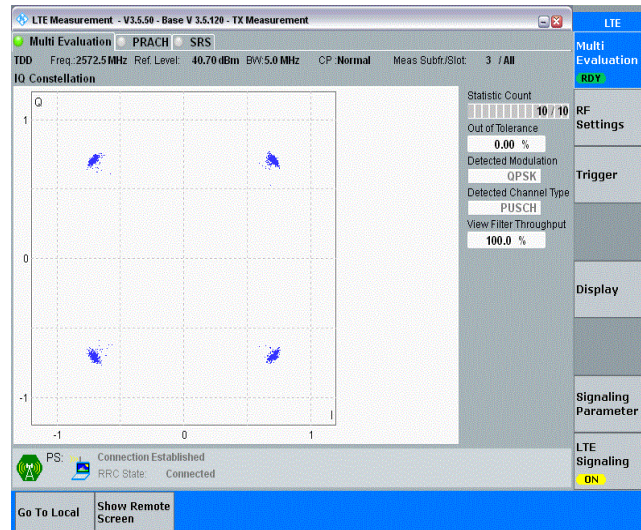 LTE Measurement - V3.5.50 - Base V 3.5.120 - TX Measurement
LTE
Multi Evaluation PRACH SRS
Multi
Evaluation
RDY
TDD Freq.:2572.5 MHz Ref. Level: 40.70 dBm BW:5.0 MHz CP :Normal Meas Subfr./Slot: 3 / All
IQ Constellation
Q
1
0
-1
-1
0
1
I
Statistic Count
10 / 10
Out of Tolerance
0.00 %
Detected Modulation
QPSK
Detected Channel Type
PUSCH
View Filter Throughput
100.0 %
RF
Settings
Trigger
Display
Signaling
Parameter
LTE
Signaling
ON
PS: Connection Established
RRC State: Connected
Go To Local
Show Remote
Screen